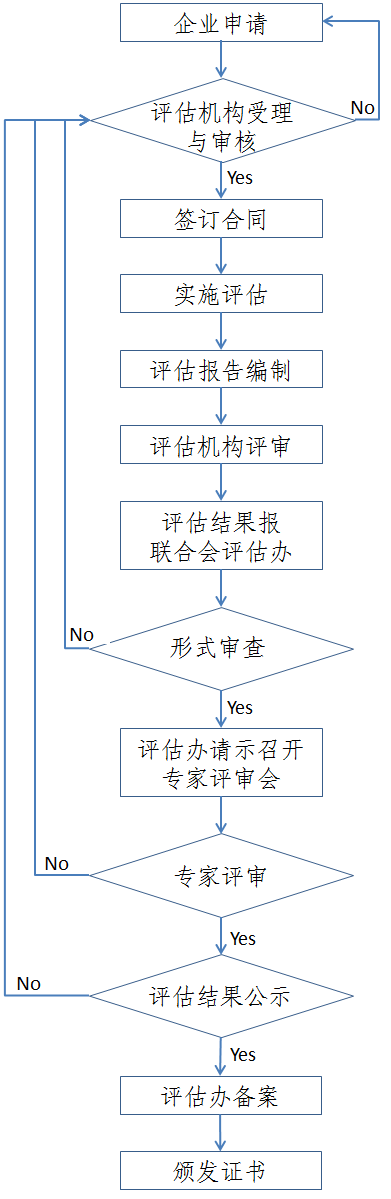 企业申请
评估机构受理
与审核
No
Yes
签订合同
实施评估
评估报告编制
评估机构评审
评估结果报
联合会评估办
No
形式审查
Yes
评估办请示召开
专家评审会
No
专家评审
Yes
No
评估结果公示
Yes
评估办备案
颁发证书